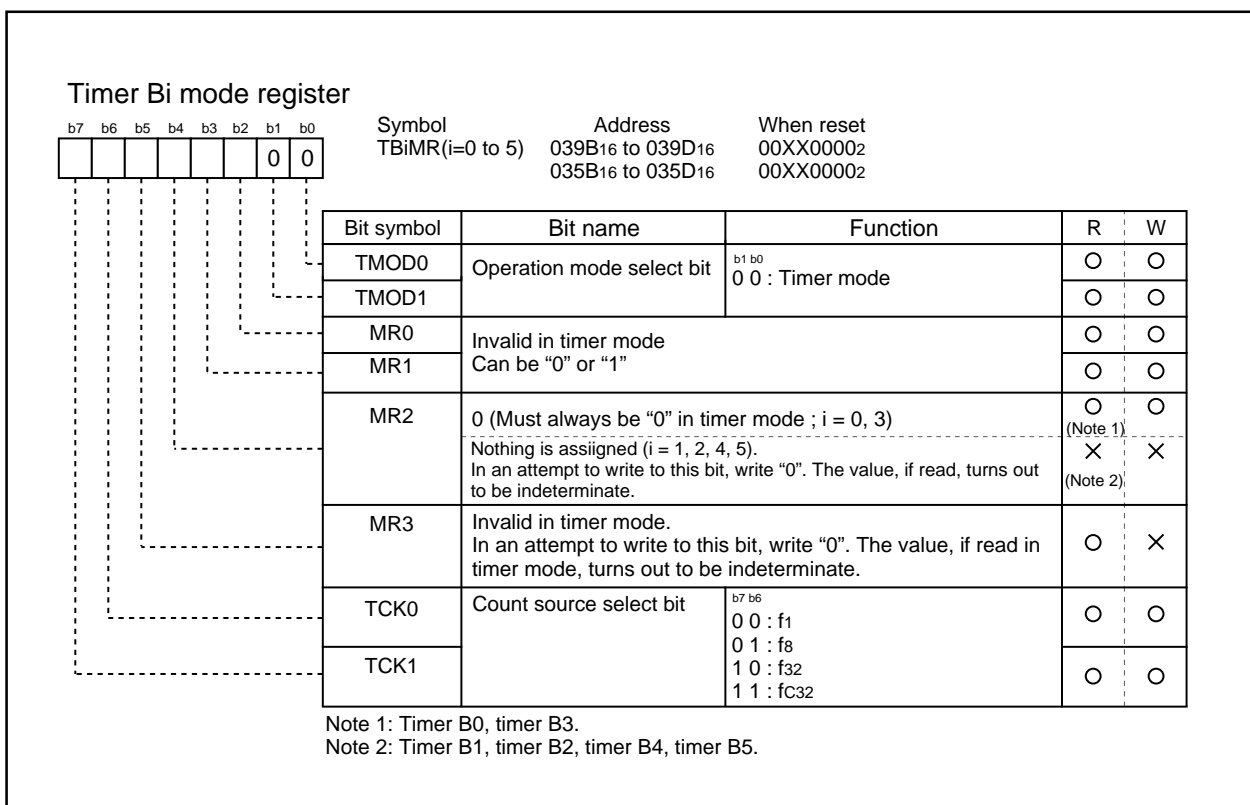 Timer Bi mode register
b7 b6 b5 b4 b3 b2 b1 b0
0 0
Symbol Address When reset
TBiMR(i=0 to 5) 039B16 to 039D16 00XX00002
035B16 to 035D16 00XX00002
Bit symbol Bit name Function R W
TMOD0 Operation mode select bit b1 b0
0 0 : Timer mode
TMOD1
MR0 Invalid in timer mode
MR1 Can be “0” or “1”
MR2 0 (Must always be “0” in timer mode ; i = 0, 3)
(Note 1)
Nothing is assiigned (i = 1, 2, 4, 5).
In an attempt to write to this bit, write “0”. The value, if read, turns out
to be indeterminate.
(Note 2)
MR3 Invalid in timer mode.
In an attempt to write to this bit, write “0”. The value, if read in
timer mode, turns out to be indeterminate.
TCK0 Count source select bit b7 b6
0 0 : f1
0 1 : f8
TCK1 1 0 : f32
1 1 : fC32
Note 1: Timer B0, timer B3.
Note 2: Timer B1, timer B2, timer B4, timer B5.